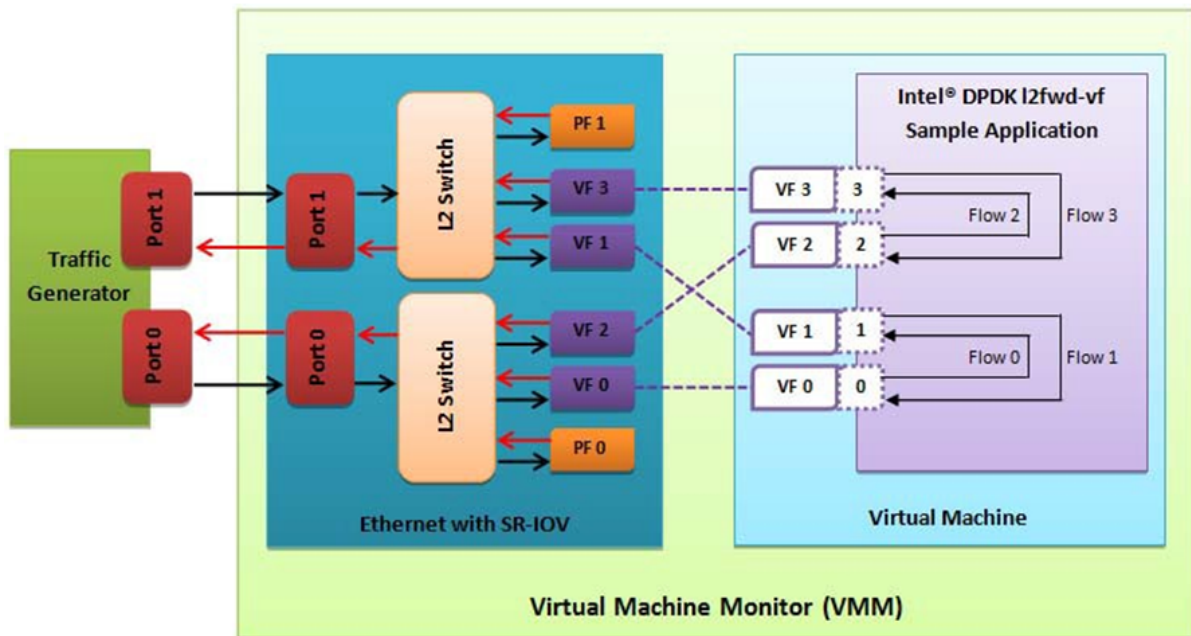 Traffic
Generator
Port 1
Port 0
Port 1
Port 0
L2 Switch
L2 Switch
PF 1
VF 3
VF 1
VF 2
VF 0
PF 0
Ethernet with SR-IOV
Intel® DPDK l2fwd-vf
Sample Application
VF 3
3
VF 2
2
Flow 2
Flow 3
VF 1
1
VF 0
0
Flow 0
Flow 1
Virtual Machine
Virtual Machine Monitor (VMM)